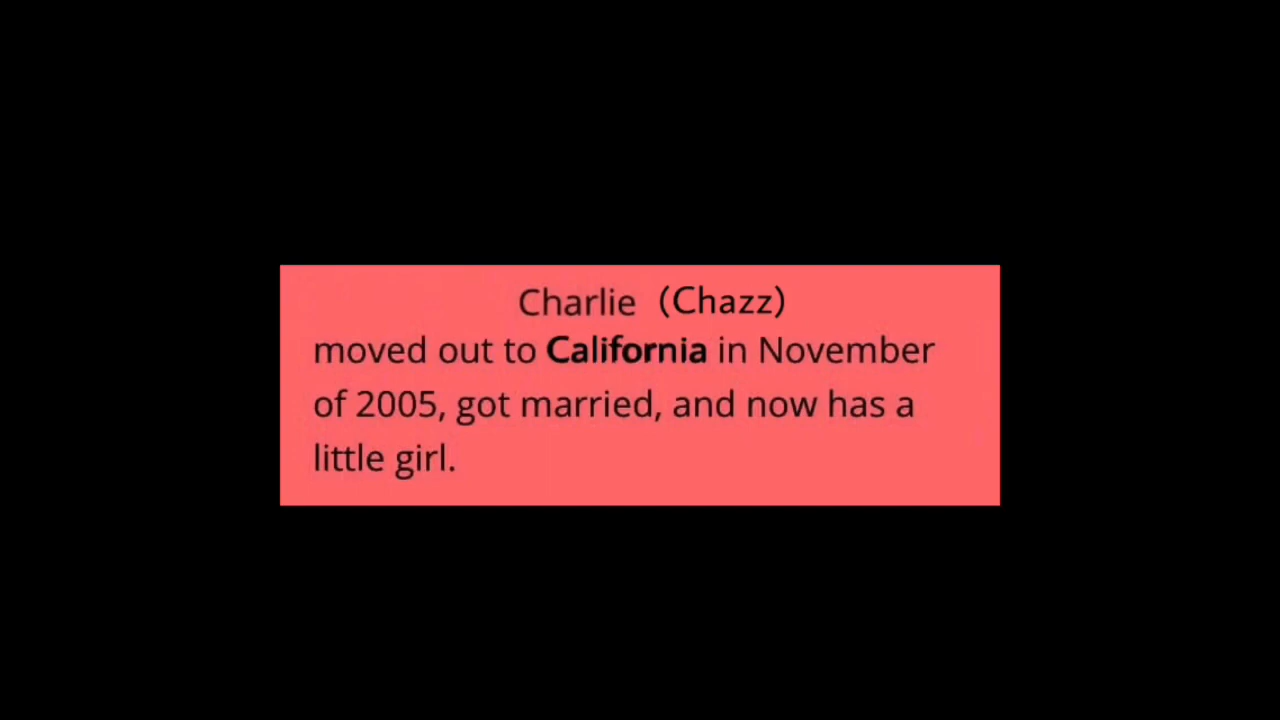 Charlie (Chazz)
moved out to California in November
of 2005, got married, and now has a
little girl.